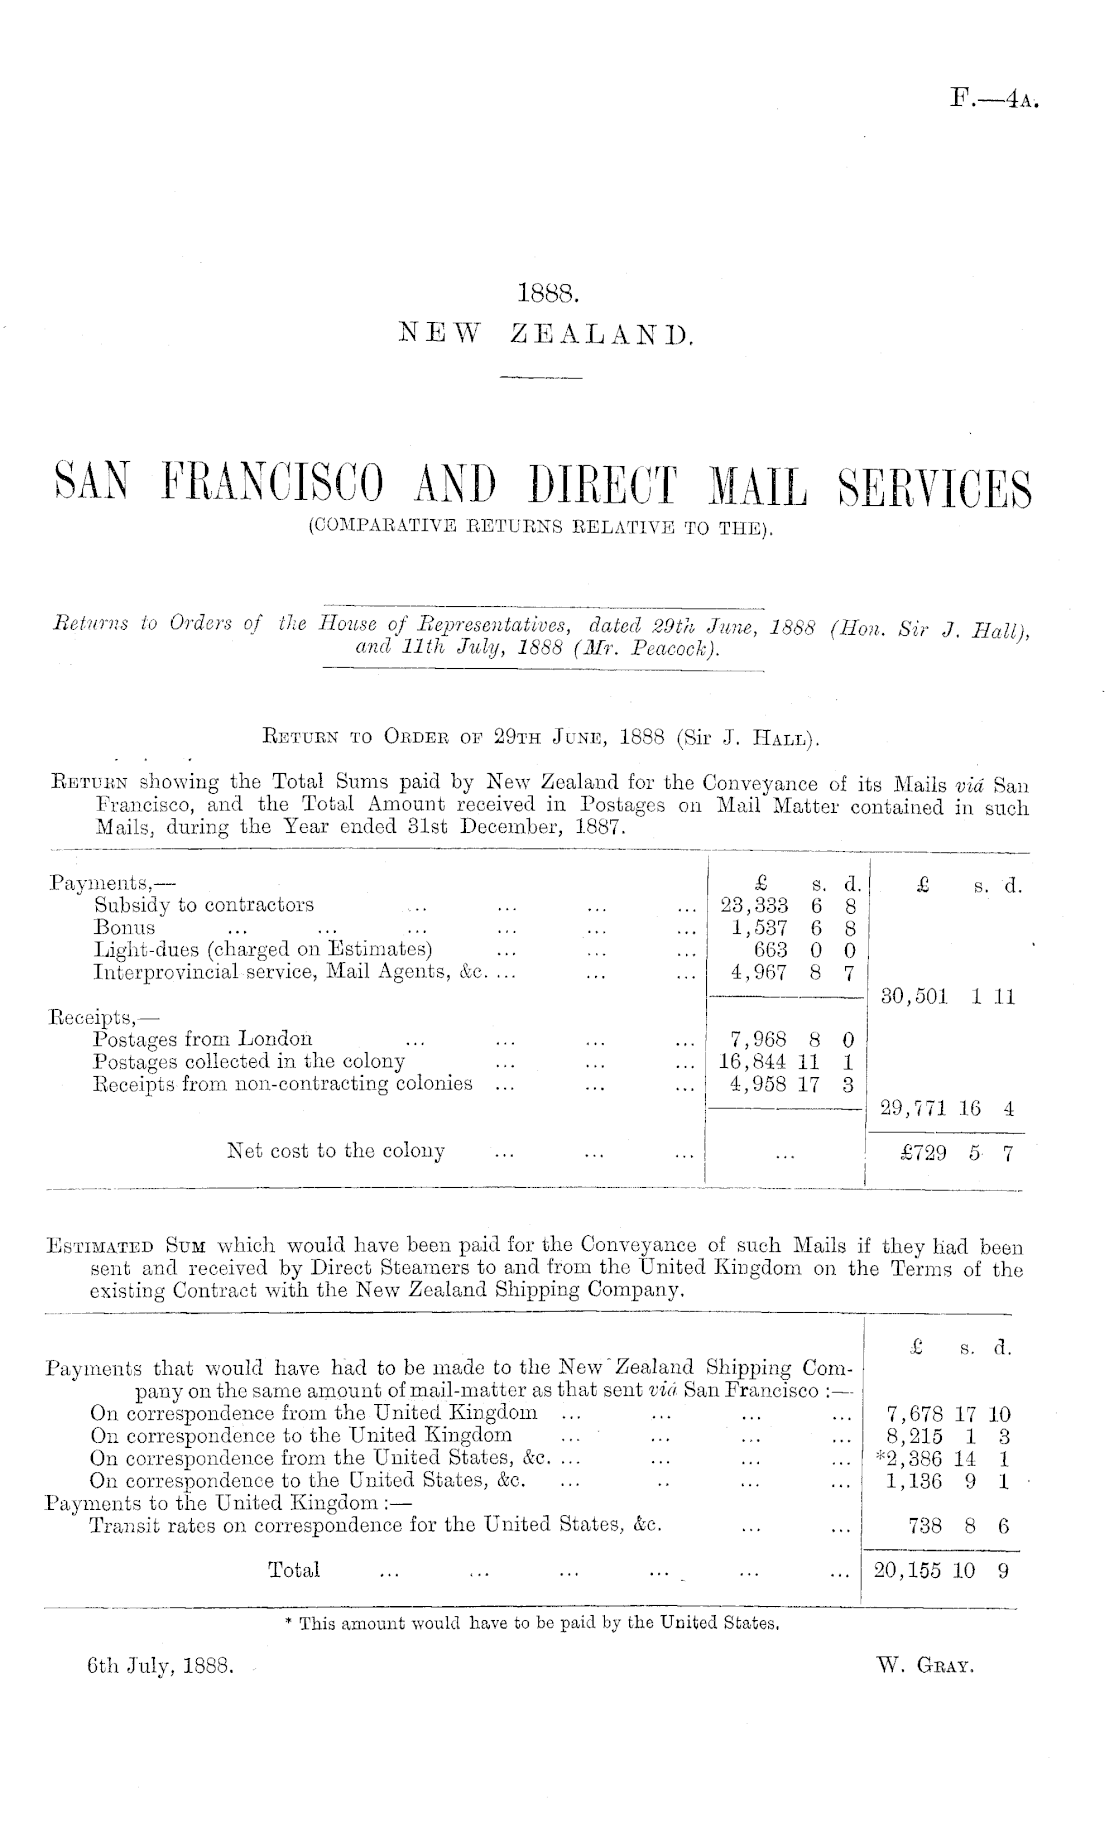 F.—4A.
1888.
NEW ZEALAND.
SAN FRANCISCO AND DIRECT MAIL SERVICES
(COMPARATIVE RETURNS RELATIVE TO THE).
Returns to Orders of the House of Representatives, dated 29th June, 1888 (Hon. Sir J. Hall),
and 11th July, 1888 (Mr. Peacock).
RETURN TO ORDER OF 29TH JUNE, 1888 (Sir J. HALL).
RETURN showing the Total Sums paid by New Zealand for the Conveyance of its Mails viâ San
Francisco, and the Total Amount received in Postages on Mail Matter contained in such
Mails, during the Year ended 31st December, 1887.
Payments,— £ s. d. £ s. d.
Subsidy to contractors ... ... ... ... 23,333 6 8
Bonus ... ... ... ... ... ... 1,537 6 8
Light-dues (charged on Estimates) ... ... ... 663 0 0
Interprovincial service, Mail Agents, &c. ... ... ... 4,967 8 7
30,501 1 11
Receipts,—
Postages from London ... ... ... ... 7,968 8 0
Postages collected in the colony ... ... ... 16,844 11 1
Receipts from non-contracting colonies ... ... ... 4,958 17 3
29,771 16 4
Net cost to the colony ... ... ... ... £729 5 7
ESTIMATED SUM which would have been paid for the Conveyance of such Mails if they had been
sent and received by Direct Steamers to and from the United Kingdom on the Terms of the
existing Contract with the New Zealand Shipping Company.
£ s. d.
Payments that would have had to be made to the New Zealand Shipping Com-
pany on the same amount of mail-matter as that sent viâ San Francisco :—
On correspondence from the United Kingdom ... ... ... ... 7,678 17 10
On correspondence to the United Kingdom ... ... ... ... 8,215 1 3
On correspondence from the United States, &c. ... ... ... ... *2,386 14 1
On correspondence to the United States, &c. ... .. ... ... 1,136 9 1
Payments to the United Kingdom :—
Transit rates on correspondence for the United States, &c. ... ... 738 8 6
Total ... ... ... ... ... ... 20,155 10 9
* This amount would have to be paid by the United States.
6th July, 1888. W. GRAY.